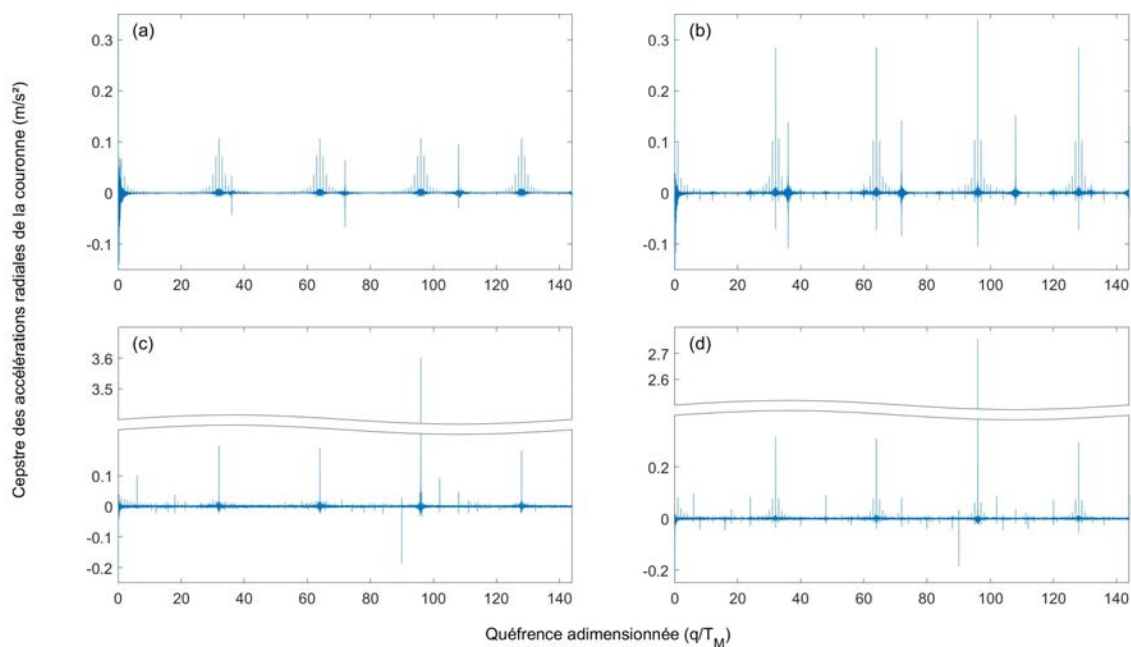 Cepstre des accélérations radiales de la couronne (m/s²)
(a)
0.3
0.2
0.1
0
-0.1
0 20 40 60 80 100 120 140
(b)
0.3
0.2
0.1
0
-0.1
0 20 40 60 80 100 120 140
(c)
3.6
3.5
0.1
0
-0.1
-0.2
0 20 40 60 80 100 120 140
(d)
2.7
2.6
0.2
0
-0.2
0 20 40 60 80 100 120 140
Quéfrence adimensionnée (q/T_M)